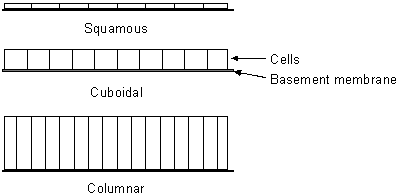 Squamous
Cells
Basement membrane
Cuboidal
Columnar